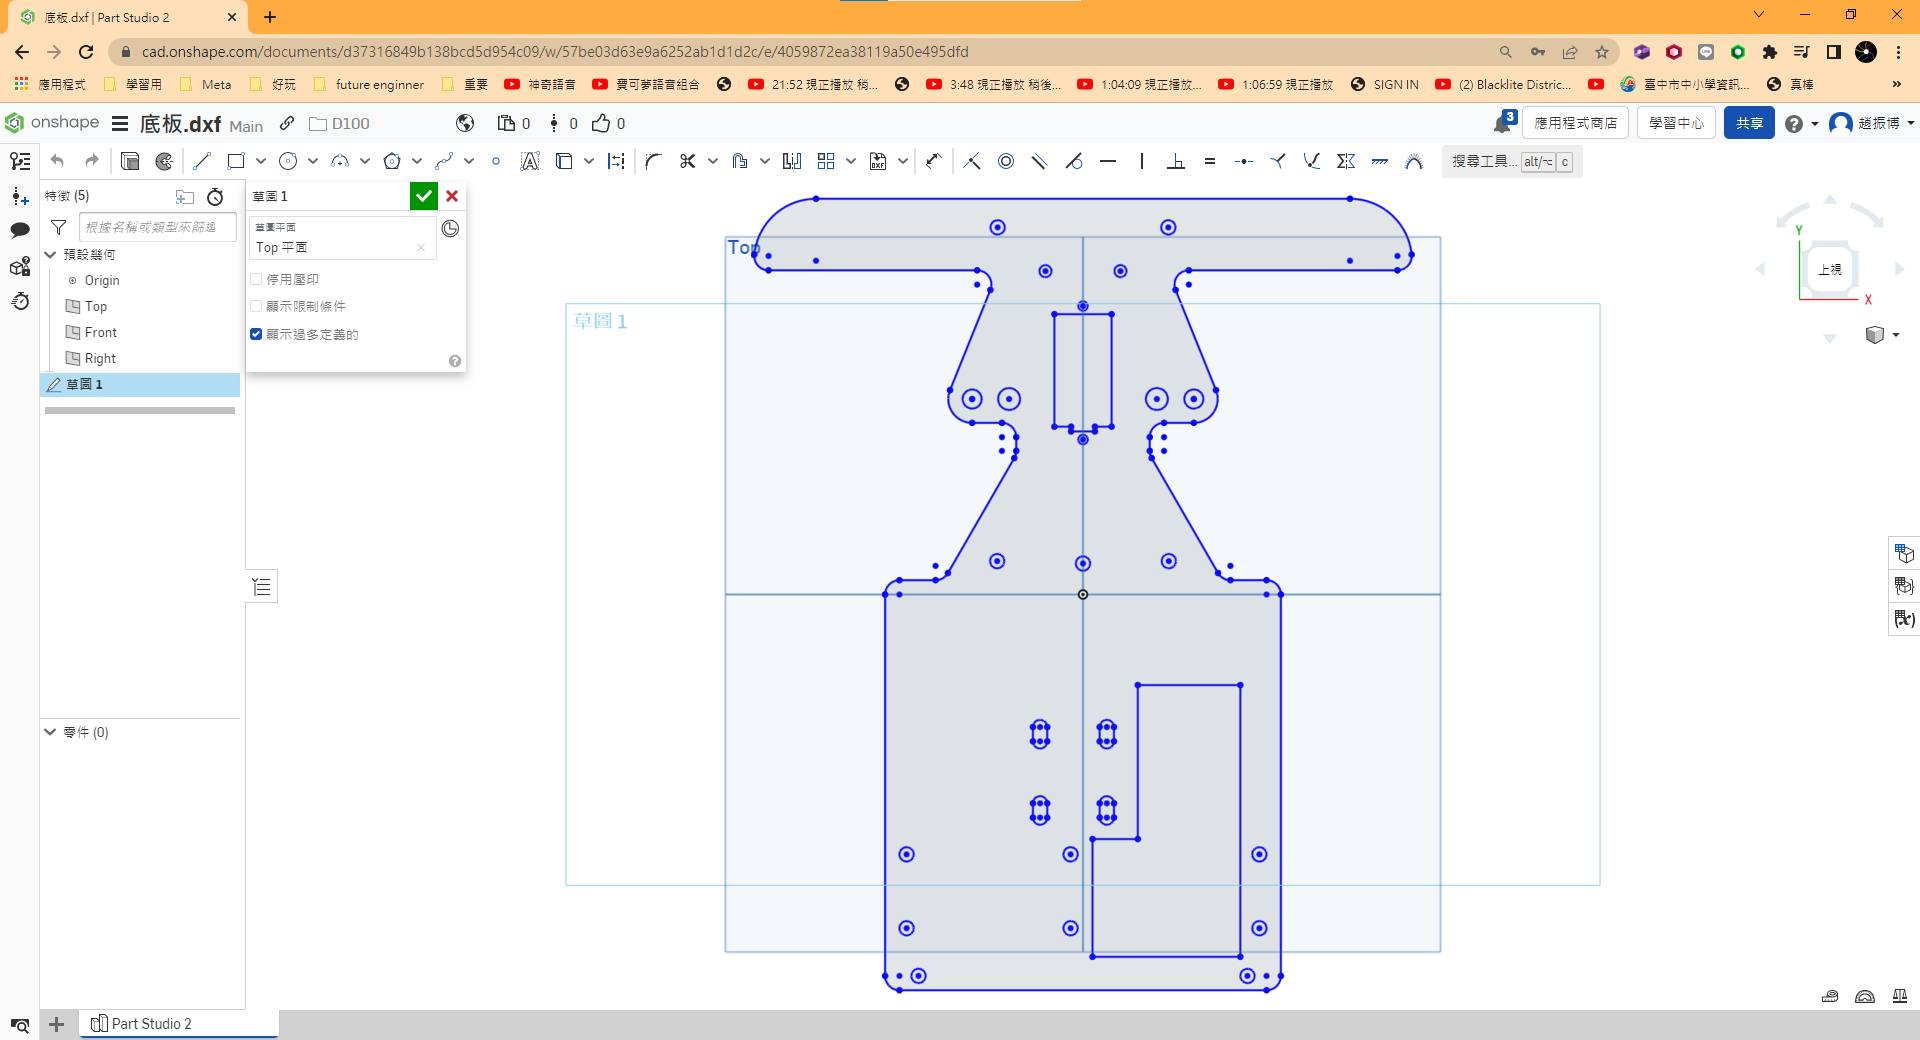 底板.dxf | Part Studio 2
cad.onshape.com/documents/d37316849b138bcd5d954c09/w/57be03d63e9a6252ab1d1d2c/e/4059872ea38119a50e495dfd
應用程式 學習用 Meta 好玩 future enginner 重要 神奇語音 寶可夢語音組合 21:52 現正播放 稍... 3:48 現正播放 稍後... 1:04:09 現正播放... 1:06:59 現正播放 SIGN IN (2) Blacklite Distric... 臺中市中小學資訊... 真棒 »
onshape 底板.dxf Main D100 0 0 0 3 應用程式商店 學習中心 共享 趙振博
DXF 搜尋工具... alt/⌥ c
特徵 (5)
根據名稱或類型來篩選
預設幾何
Origin
Top
Front
Right
草圖 1
零件 (0)
草圖 1
草圖平面
Top 平面
停用壓印
顯示限制條件
顯示過多定義的
Top
草圖 1
Y
上視
X
Part Studio 2